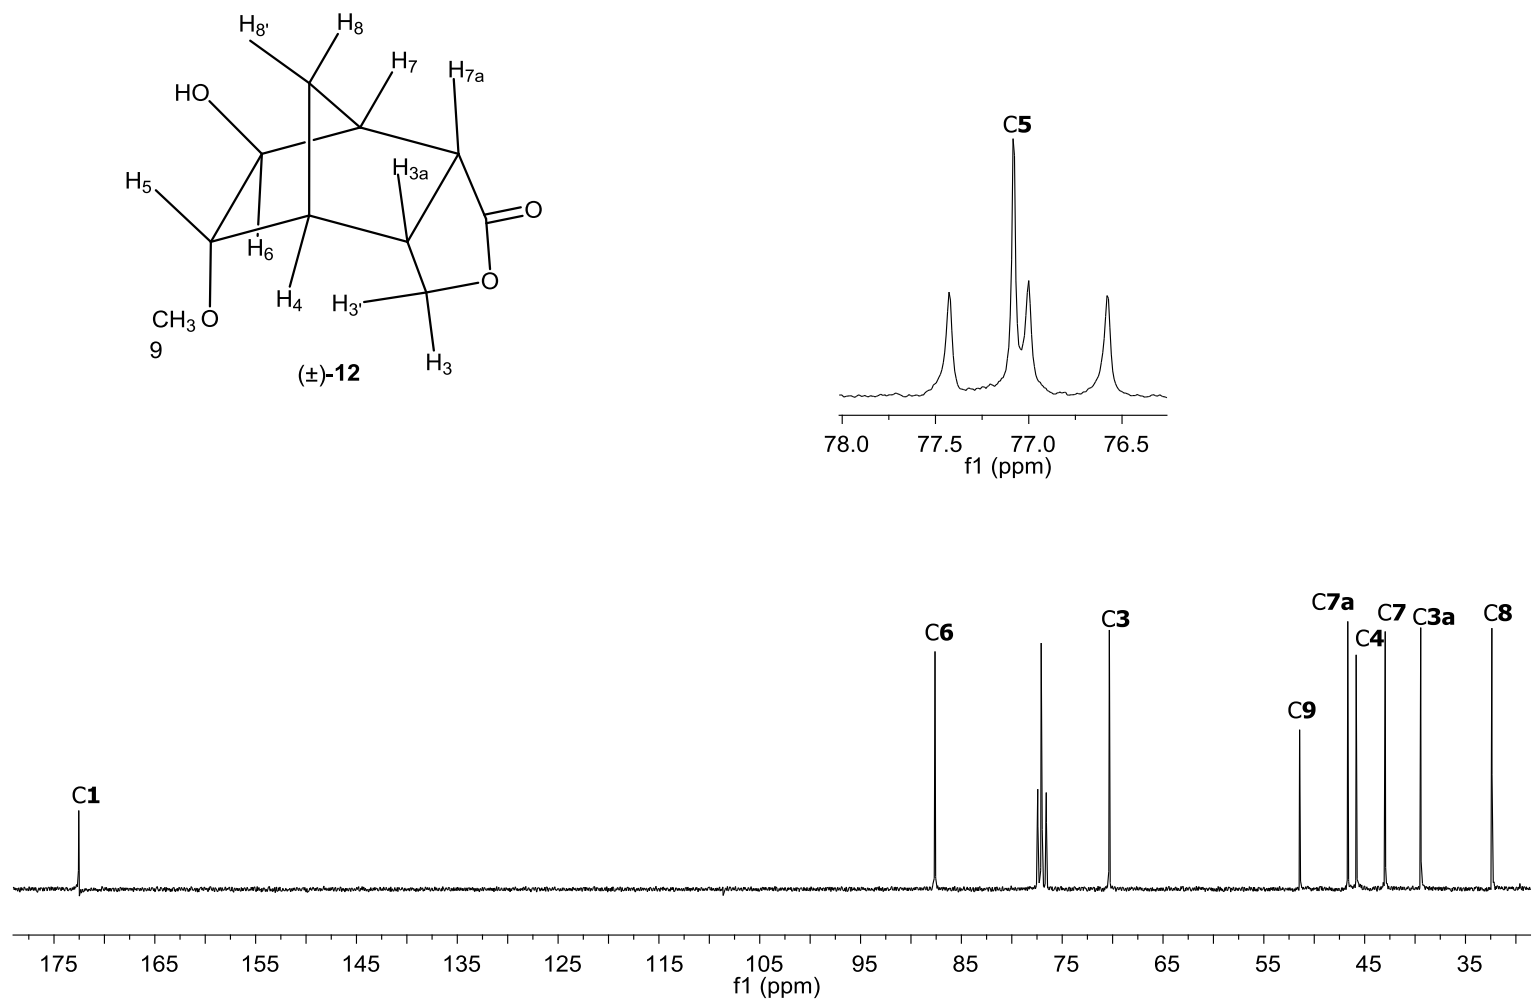 H8'
H8
H7
H7a
HO
H3a
H5
O
H6
H4
H3'
O
CH3 O
9
H3
(±)-12
C5
78.0 77.5 77.0 76.5
f1 (ppm)
C7a
C7
C3a
C8
C3
C6
C4
C9
C1
175 165 155 145 135 125 115 105 95 85 75 65 55 45 35
f1 (ppm)